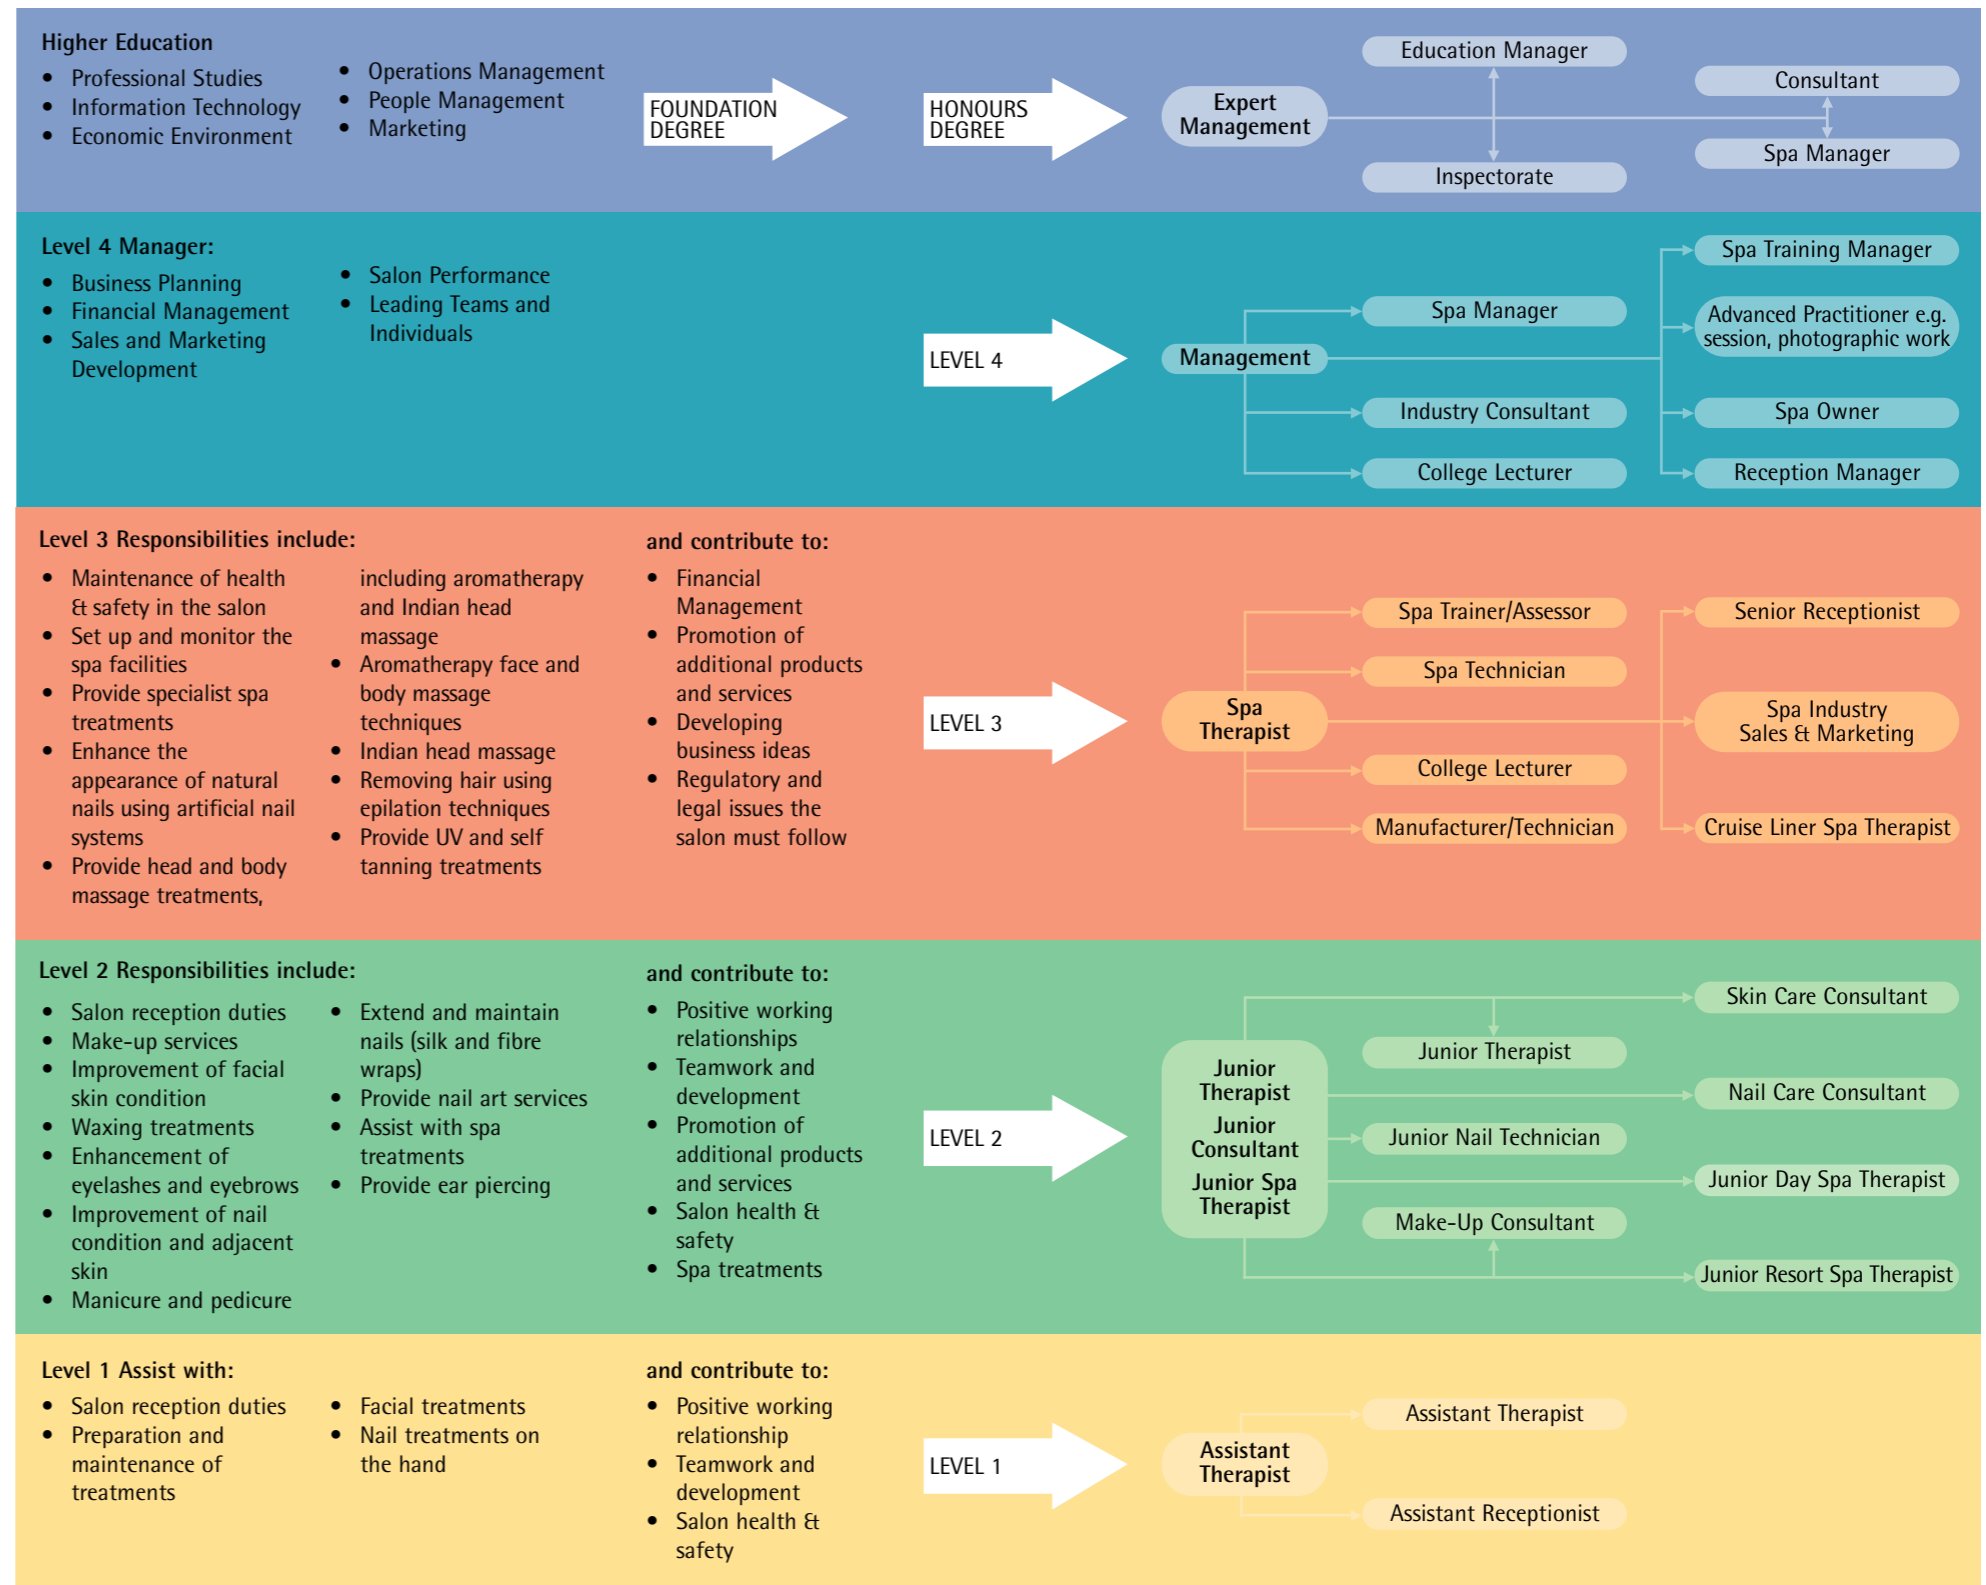 Higher Education
• Professional Studies
• Information Technology
• Economic Environment
• Operations Management
• People Management
• Marketing
FOUNDATION
DEGREE
HONOURS
DEGREE
Expert
Management
Education Manager
Inspectorate
Consultant
Spa Manager
Level 4 Manager:
• Business Planning
• Financial Management
• Sales and Marketing
Development
• Salon Performance
• Leading Teams and
Individuals
LEVEL 4
Management
Spa Manager
Industry Consultant
College Lecturer
Spa Training Manager
Advanced Practitioner e.g.
session, photographic work
Spa Owner
Reception Manager
Level 3 Responsibilities include:
• Maintenance of health
& safety in the salon
• Set up and monitor the
spa facilities
• Provide specialist spa
treatments
• Enhance the
appearance of natural
nails using artificial nail
systems
• Provide head and body
massage treatments,
including aromatherapy
and Indian head
massage
• Aromatherapy face and
body massage
techniques
• Indian head massage
• Removing hair using
epilation techniques
• Provide UV and self
tanning treatments
and contribute to:
• Financial
Management
• Promotion of
additional products
and services
• Developing
business ideas
• Regulatory and
legal issues the
salon must follow
LEVEL 3
Spa
Therapist
Spa Trainer/Assessor
Spa Technician
College Lecturer
Manufacturer/Technician
Senior Receptionist
Spa Industry
Sales & Marketing
Cruise Liner Spa Therapist
Level 2 Responsibilities include:
• Salon reception duties
• Make-up services
• Improvement of facial
skin condition
• Waxing treatments
• Enhancement of
eyelashes and eyebrows
• Improvement of nail
condition and adjacent
skin
• Manicure and pedicure
• Extend and maintain
nails (silk and fibre
wraps)
• Provide nail art services
• Assist with spa
treatments
• Provide ear piercing
and contribute to:
• Positive working
relationships
• Teamwork and
development
• Promotion of
additional products
and services
• Salon health &
safety
• Spa treatments
LEVEL 2
Junior
Therapist
Junior
Consultant
Junior Spa
Therapist
Skin Care Consultant
Junior Therapist
Nail Care Consultant
Junior Nail Technician
Junior Day Spa Therapist
Make-Up Consultant
Junior Resort Spa Therapist
Level 1 Assist with:
• Salon reception duties
• Preparation and
maintenance of
treatments
• Facial treatments
• Nail treatments on
the hand
and contribute to:
• Positive working
relationship
• Teamwork and
development
• Salon health &
safety
LEVEL 1
Assistant
Therapist
Assistant Therapist
Assistant Receptionist